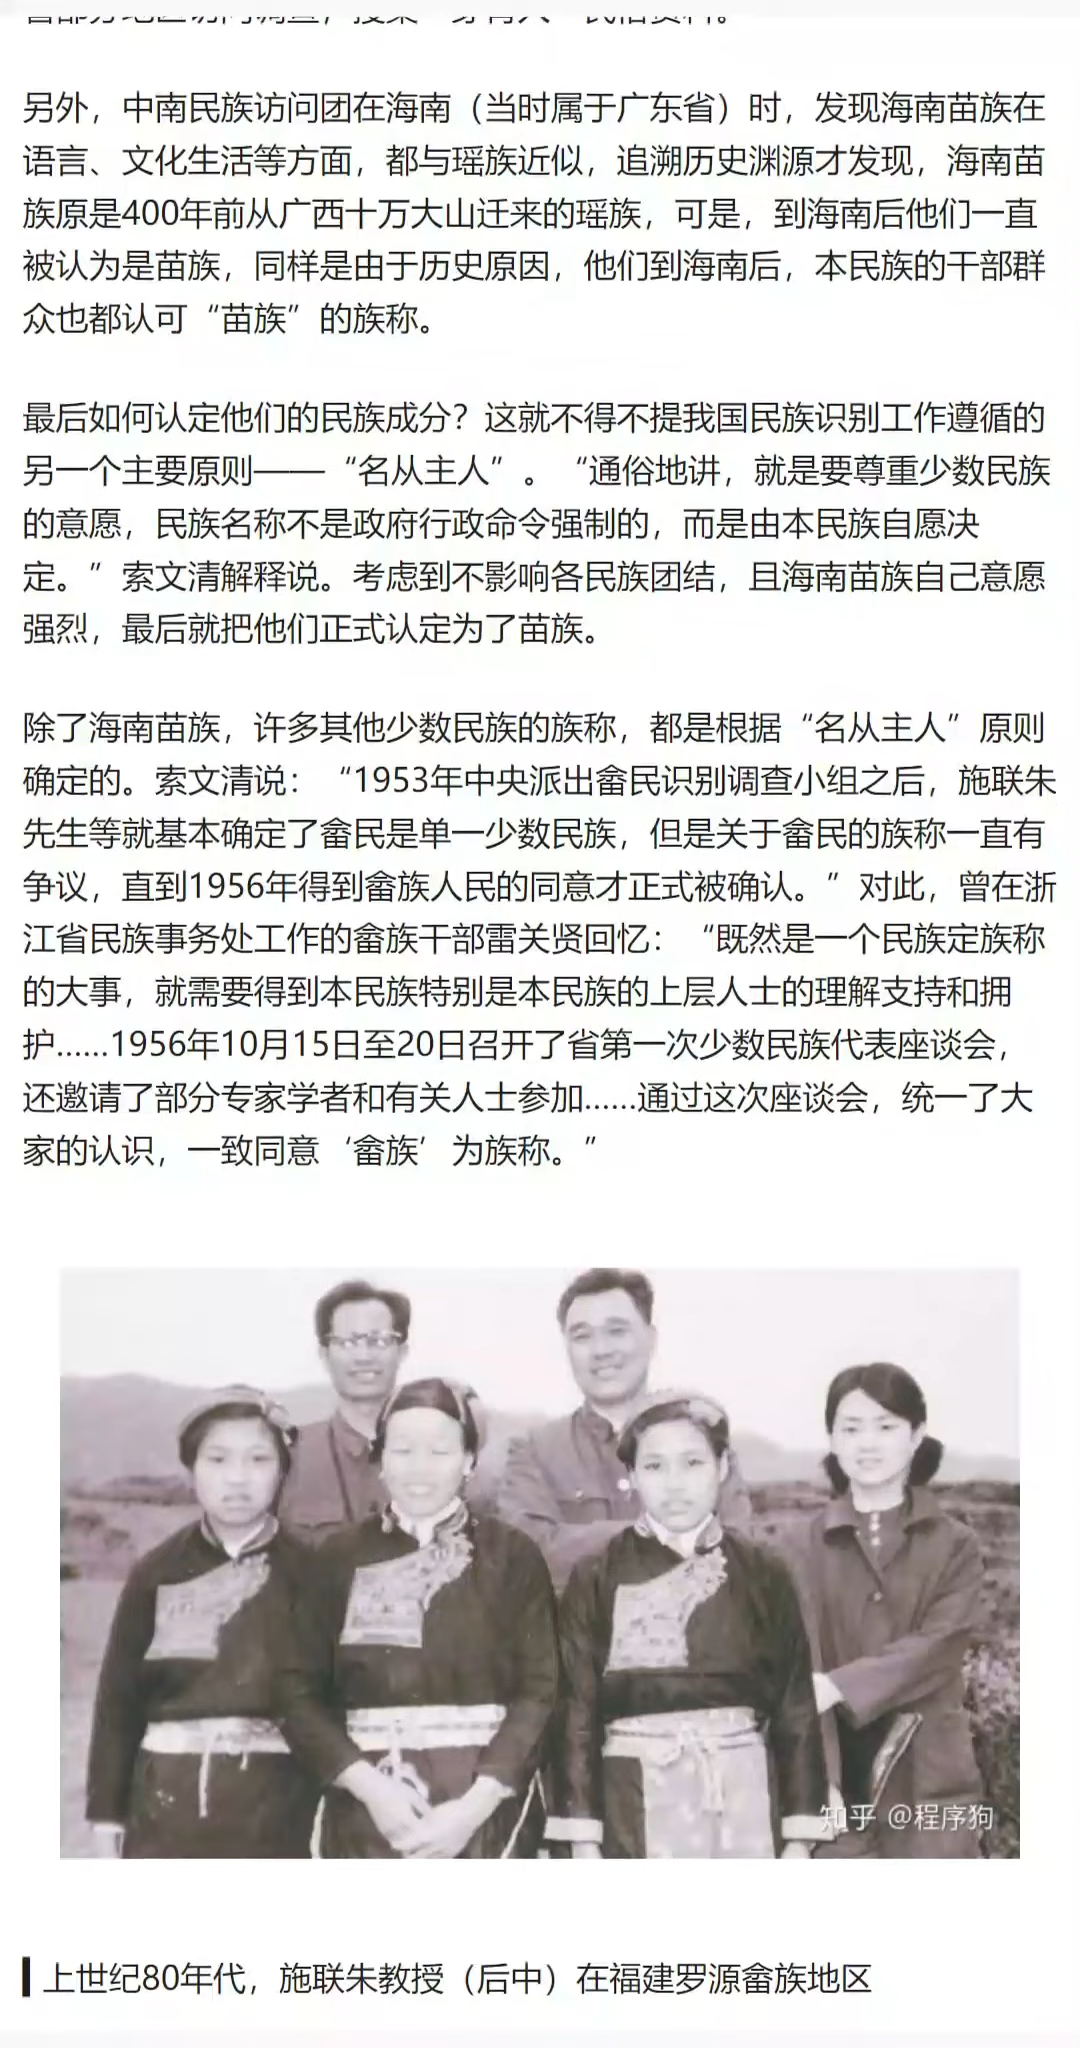 另外，中南民族访问团在海南（当时属于广东省）时，发现海南苗族在
语言、文化生活等方面，都与瑶族近似，追溯历史渊源才发现，海南苗
族原是400年前从广西十万大山迁来的瑶族，可是，到海南后他们一直
被认为是苗族，同样是由于历史原因，他们到海南后，本民族的干部群
众也都认可“苗族”的族称。
最后如何认定他们的民族成分？这就不得不提我国民族识别工作遵循的
另一个主要原则——“名从主人”。“通俗地讲，就是要尊重少数民族
的意愿，民族名称不是政府行政命令强制的，而是由本民族自愿决
定。”索文清解释说。考虑到不影响各民族团结，且海南苗族自己意愿
强烈，最后就把他们正式认定为了苗族。
除了海南苗族，许多其他少数民族的族称，都是根据“名从主人”原则
确定的。索文清说：“1953年中央派出畲民识别调查小组之后，施联朱
先生等就基本确定了畲民是单一少数民族，但是关于畲民的族称一直有
争议，直到1956年得到畲族人民的同意才正式被确认。”对此，曾在浙
江省民族事务处工作的畲族干部雷关贤回忆：“既然是一个民族定族称
的大事，就需要得到本民族特别是本民族的上层人士的理解支持和拥
护……1956年10月15日至20日召开了省第一次少数民族代表座谈会，
还邀请了部分专家学者和有关人士参加……通过这次座谈会，统一了大
家的认识，一致同意‘畲族’为族称。”
知乎 @程序狗
上世纪80年代，施联朱教授（后中）在福建罗源畲族地区